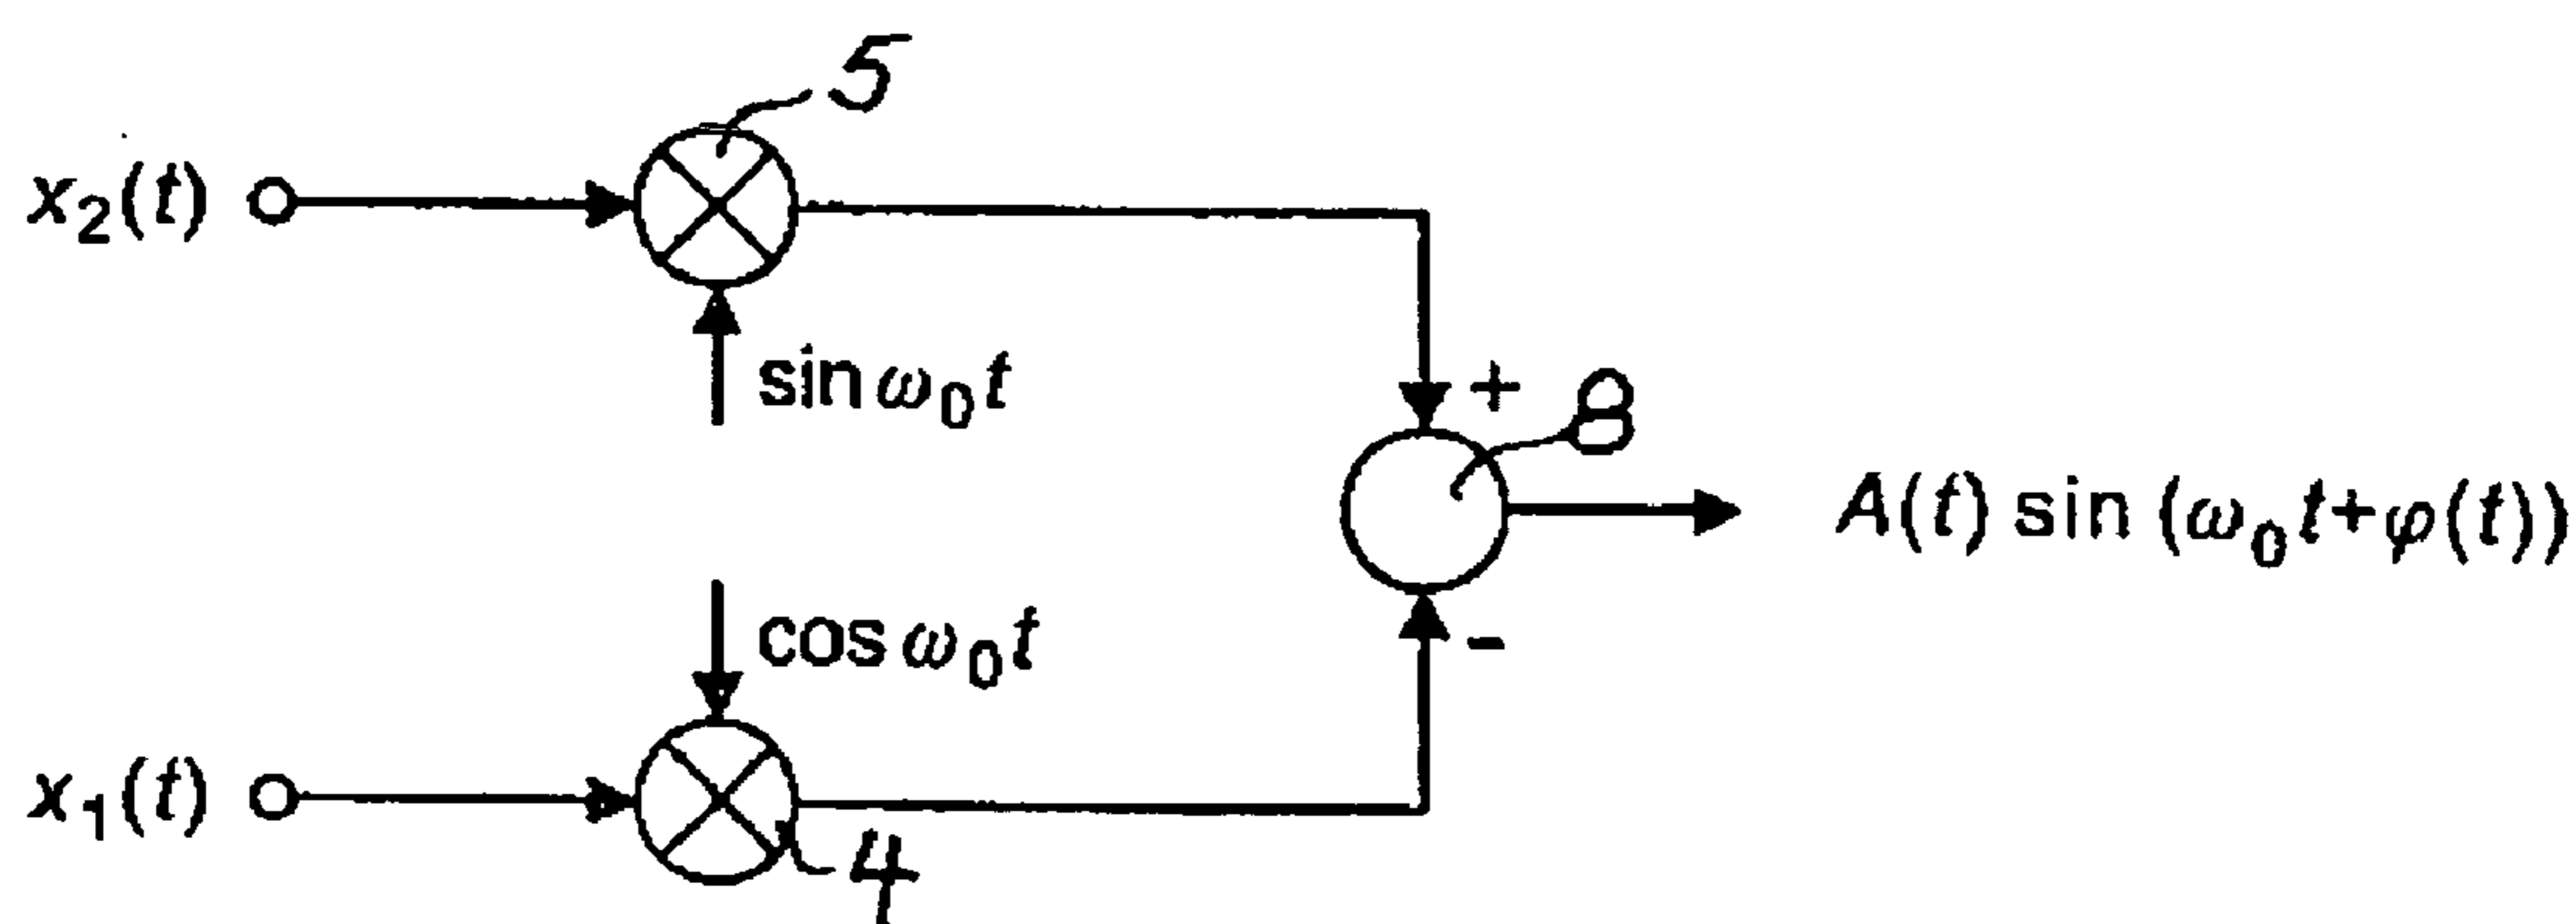 5
x₂(t)
sin ω₀t
+
8
A(t) sin (ω₀t+φ(t))
cos ω₀t
-
x₁(t)
4